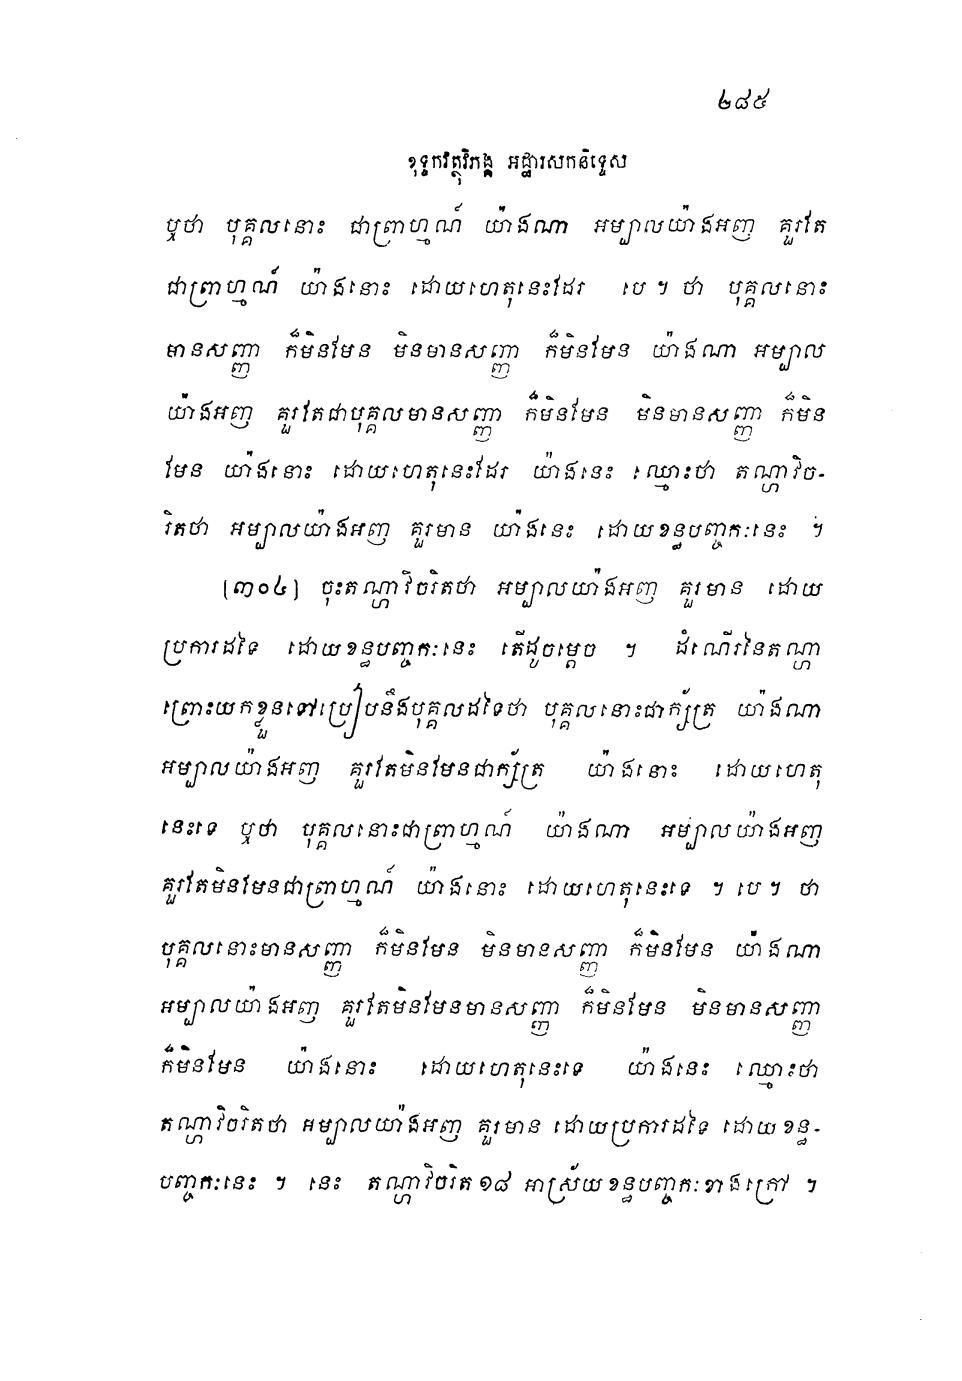 ២៨៥
ខុទ្ទកវត្ថុវិភង្គ អដ្ឋារសកនិទ្ទេស
ឬថា បុគ្គលនោះ ជាព្រាហ្មណ៍ យ៉ាងណា អម្បាលយ៉ាងអញ គួរតែ
ជាព្រាហ្មណ៍ យ៉ាងនោះ ដោយហេតុនេះដែរ បេ។ ថា បុគ្គលនោះ
មានសញ្ញា ក៏មិនមែន មិនមានសញ្ញា ក៏មិនមែន យ៉ាងណា អម្បាល
យ៉ាងអញ គួរតែជាបុគ្គលមានសញ្ញា ក៏មិនមែន មិនមានសញ្ញា ក៏មិន
មែន យ៉ាងនោះ ដោយហេតុនេះដែរ យ៉ាងនេះ ឈ្មោះថា តណ្ហាវិច-
រិតថា អម្បាលយ៉ាងអញ គួរមាន យ៉ាងនេះ ដោយខន្ធបញ្ចកៈនេះ ។
(៣០៤) ចុះតណ្ហាវិចរិតថា អម្បាលយ៉ាងអញ គួរមាន ដោយ
ប្រការដទៃ ដោយខន្ធបញ្ចកៈនេះ តើដូចម្តេច ។ ដំណើរនៃតណ្ហា
ព្រោះយកខ្លួនទៅប្រៀបនឹងបុគ្គលដទៃថា បុគ្គលនោះជាក្ស័ត្រ យ៉ាងណា
អម្បាលយ៉ាងអញ គួរតែមិនមែនជាក្ស័ត្រ យ៉ាងនោះ ដោយហេតុ
នេះទេ ឬថា បុគ្គលនោះជាព្រាហ្មណ៍ យ៉ាងណា អម្បាលយ៉ាងអញ
គួរតែមិនមែនជាព្រាហ្មណ៍ យ៉ាងនោះ ដោយហេតុនេះទេ ។ បេ។ ថា
បុគ្គលនោះមានសញ្ញា ក៏មិនមែន មិនមានសញ្ញា ក៏មិនមែន យ៉ាងណា
អម្បាលយ៉ាងអញ គួរតែមិនមែនមានសញ្ញា ក៏មិនមែន មិនមានសញ្ញា
ក៏មិនមែន យ៉ាងនោះ ដោយហេតុនេះទេ យ៉ាងនេះ ឈ្មោះថា
តណ្ហាវិចរិតថា អម្បាលយ៉ាងអញ គួរមាន ដោយប្រការដទៃ ដោយខន្ធ-
បញ្ចកៈនេះ ។ នេះ តណ្ហាវិចរិត១៨ អាស្រ័យខន្ធបញ្ចកៈខាងក្រៅ ។